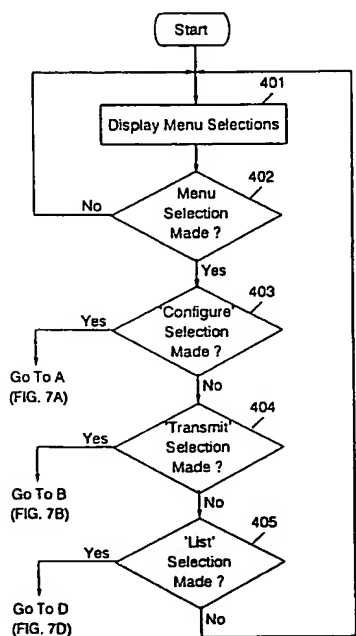 Start
401
Display Menu Selections
402
Menu
Selection
Made ?
No
Yes
403
'Configure'
Selection
Made ?
Yes
Go To A
(FIG. 7A)
No
404
'Transmit'
Selection
Made ?
Yes
Go To B
(FIG. 7B)
No
405
'List'
Selection
Made ?
Yes
Go To D
(FIG. 7D)
No